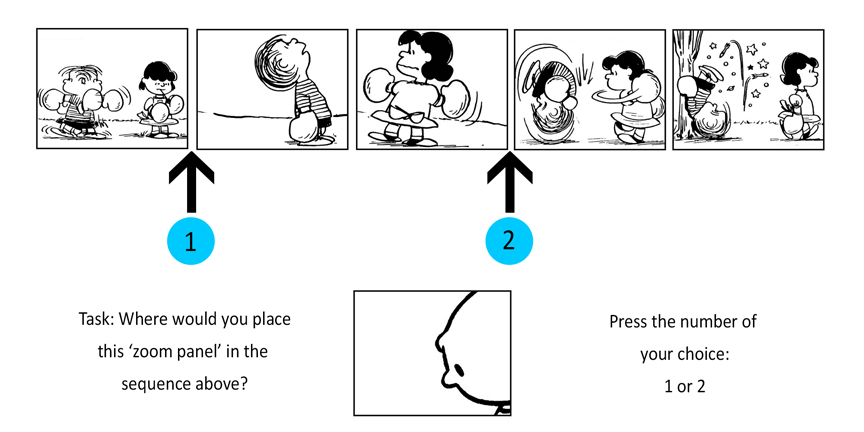 1
2
Task: Where would you place
this ‘zoom panel’ in the
sequence above?
Press the number of
your choice:
1 or 2